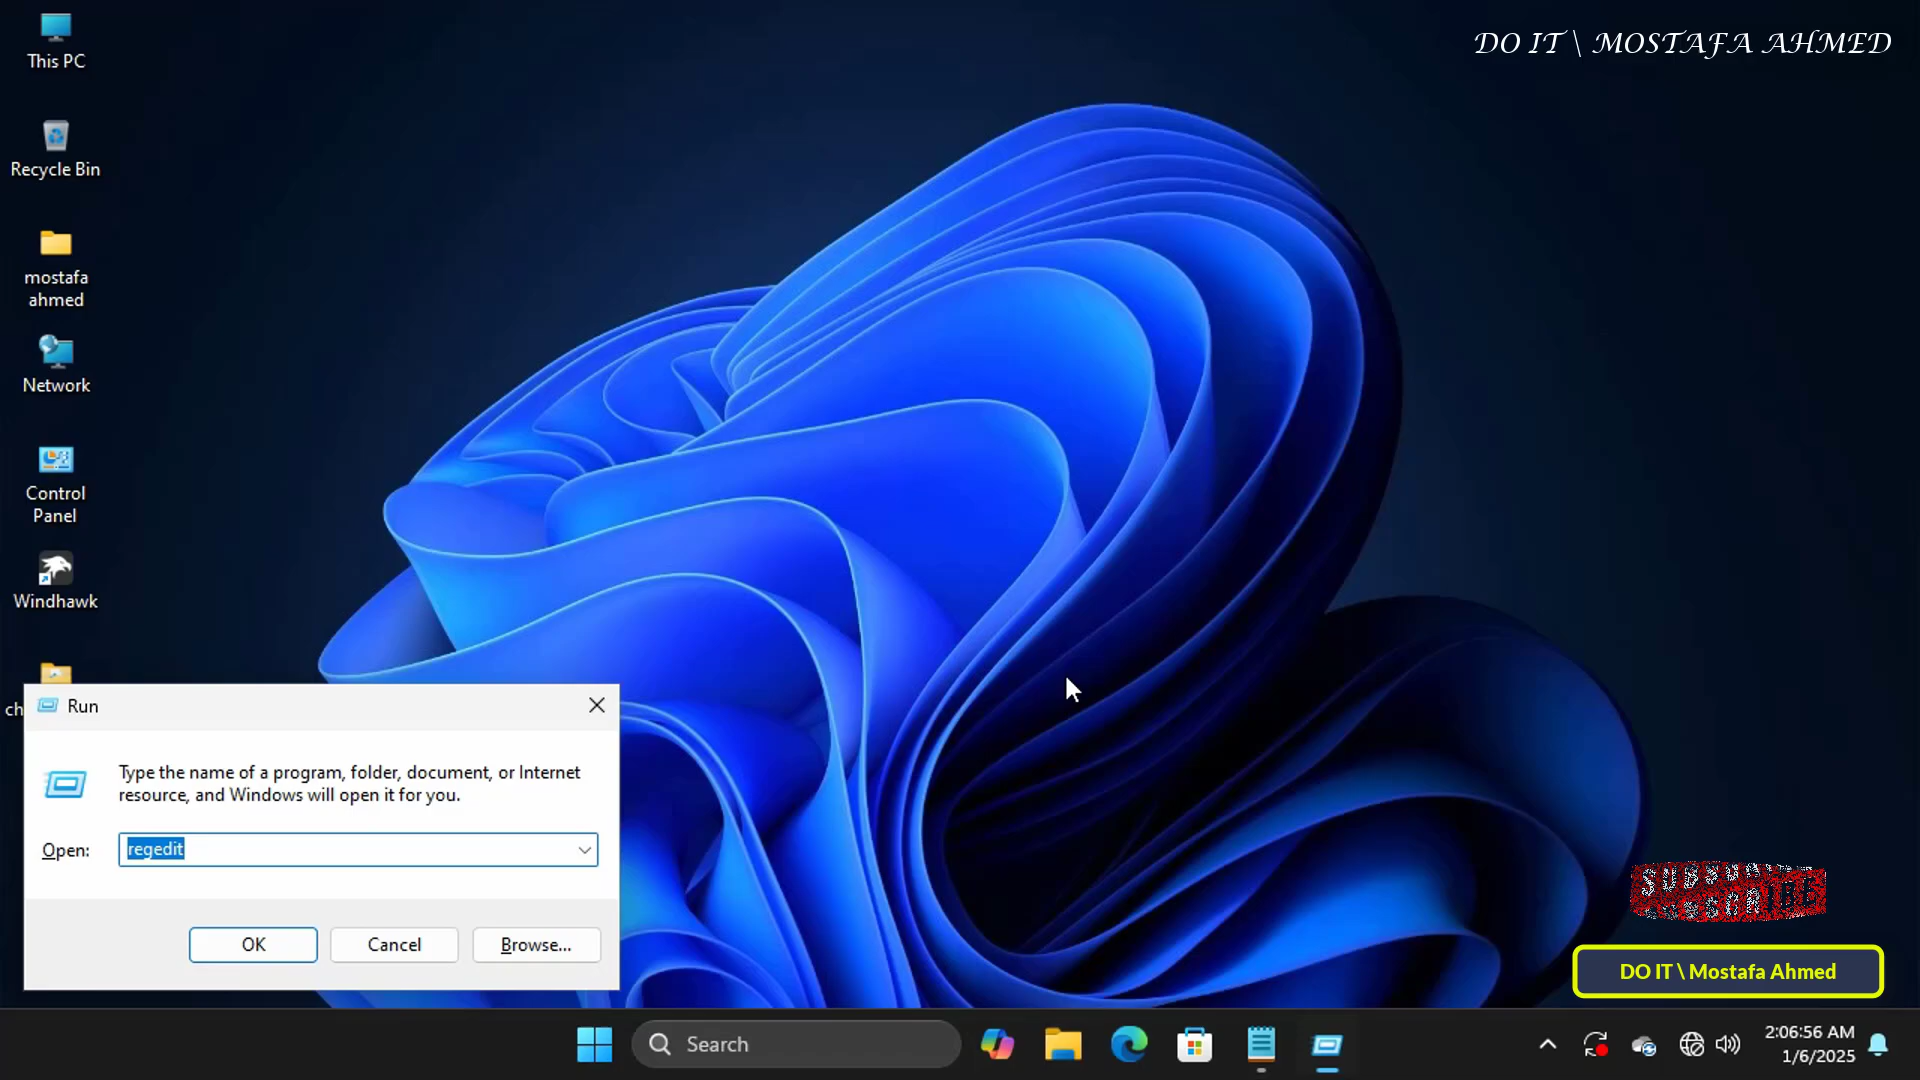 DO IT \ MOSTAFA AHMED
This PC
Recycle Bin
mostafa
ahmed
Network
Control
Panel
Windhawk
ch
Run
Type the name of a program, folder, document, or Internet
resource, and Windows will open it for you.
Open:
regedit
OK
Cancel
Browse...
DO IT \ Mostafa Ahmed
Search
2:06:56 AM
1/6/2025